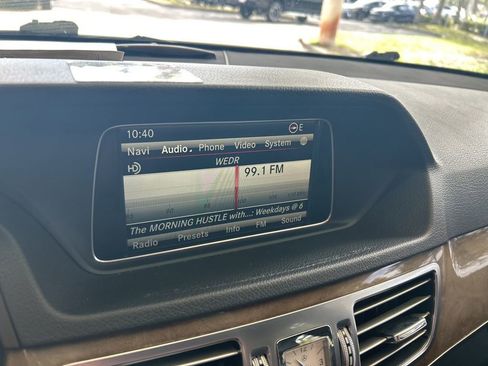 10:40 E
Navi Audio Phone Video System
HD WEDR
99.1 FM
The MORNING HUSTLE with...: Weekdays @ 6
Radio Presets Info FM Sound